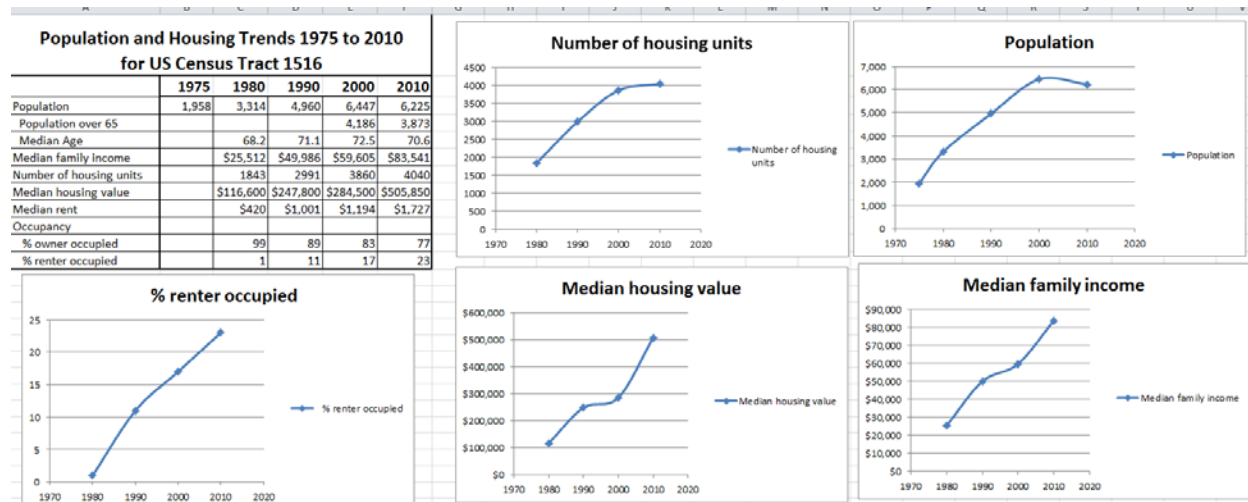 Population and Housing Trends 1975 to 2010
for US Census Tract 1516
1975 1980 1990 2000 2010
Population 1,958 3,314 4,960 6,447 6,225
Population over 65 4,186 3,873
Median Age 68.2 71.1 72.5 70.6
Median family income $25,512 $49,986 $59,605 $83,541
Number of housing units 1843 2991 3860 4040
Median housing value $116,600 $247,800 $284,500 $505,850
Median rent $420 $1,001 $1,194 $1,727
Occupancy
% owner occupied 99 89 83 77
% renter occupied 1 11 17 23
Number of housing units
4500
4000
3500
3000
2500
2000
1500
1000
500
0
1970 1980 1990 2000 2010 2020
Number of housing
units
Population
7,000
6,000
5,000
4,000
3,000
2,000
1,000
0
1970 1980 1990 2000 2010 2020
Population
% renter occupied
25
20
15
10
5
0
1970 1980 1990 2000 2010 2020
% renter occupied
Median housing value
$600,000
$500,000
$400,000
$300,000
$200,000
$100,000
$0
1970 1980 1990 2000 2010 2020
Median housing value
Median family income
$90,000
$80,000
$70,000
$60,000
$50,000
$40,000
$30,000
$20,000
$10,000
$0
1970 1980 1990 2000 2010 2020
Median family income